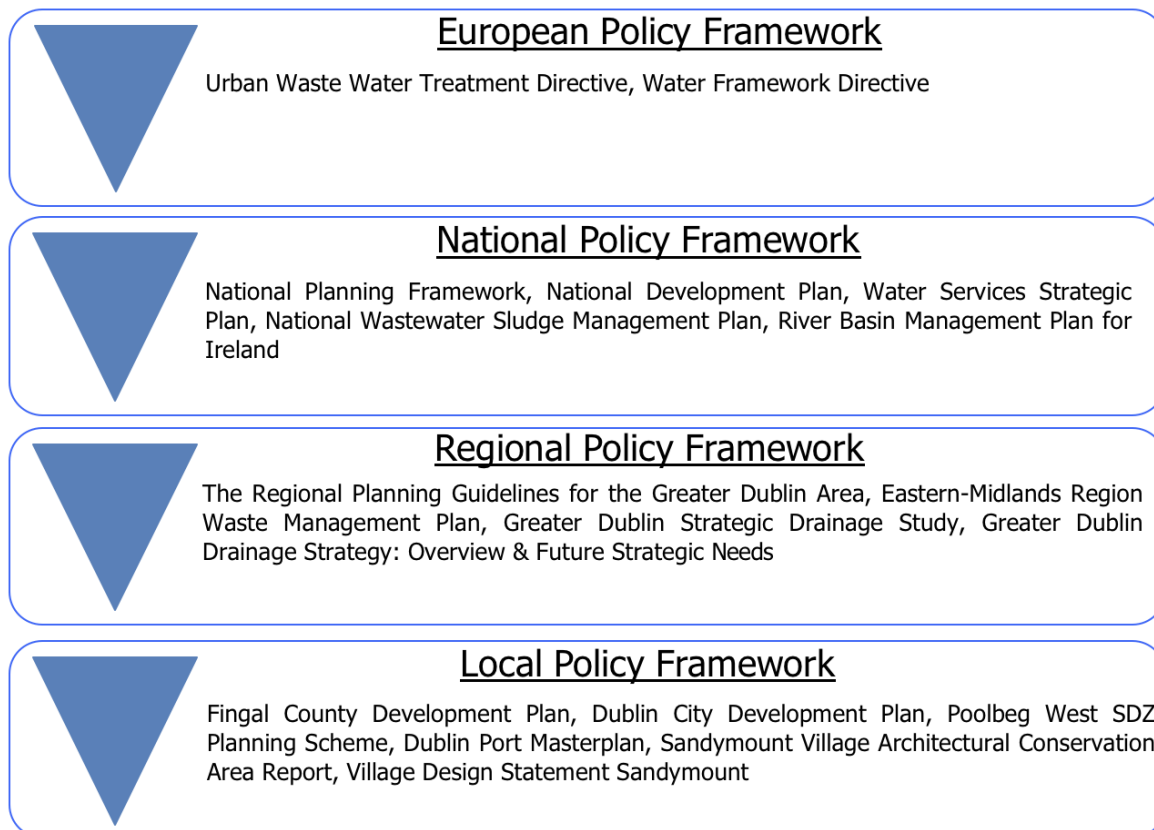 European Policy Framework
Urban Waste Water Treatment Directive, Water Framework Directive
National Policy Framework
National Planning Framework, National Development Plan, Water Services Strategic
Plan, National Wastewater Sludge Management Plan, River Basin Management Plan for
Ireland
Regional Policy Framework
The Regional Planning Guidelines for the Greater Dublin Area, Eastern-Midlands Region
Waste Management Plan, Greater Dublin Strategic Drainage Study, Greater Dublin
Drainage Strategy: Overview & Future Strategic Needs
Local Policy Framework
Fingal County Development Plan, Dublin City Development Plan, Poolbeg West SDZ
Planning Scheme, Dublin Port Masterplan, Sandymount Village Architectural Conservation
Area Report, Village Design Statement Sandymount